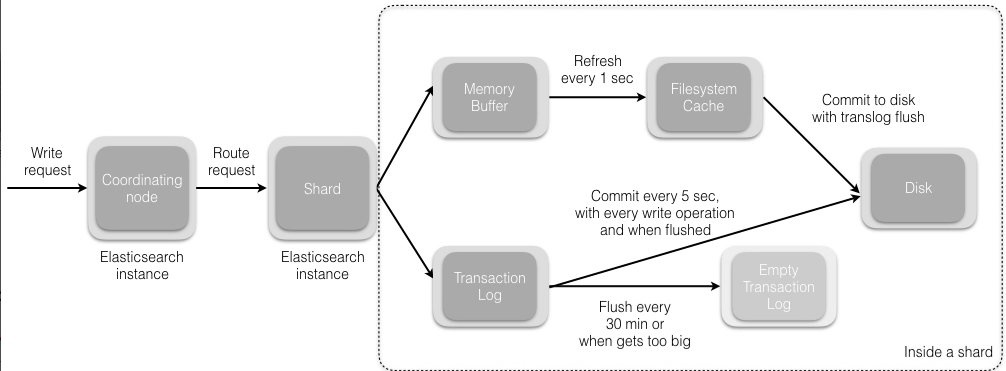 Write
request
Coordinating
node
Elasticsearch
instance
Route
request
Shard
Elasticsearch
instance
Memory
Buffer
Refresh
every 1 sec
Filesystem
Cache
Commit to disk
with translog flush
Disk
Commit every 5 sec,
with every write operation
and when flushed
Transaction
Log
Flush every
30 min or
when gets too big
Empty
Transaction
Log
Inside a shard